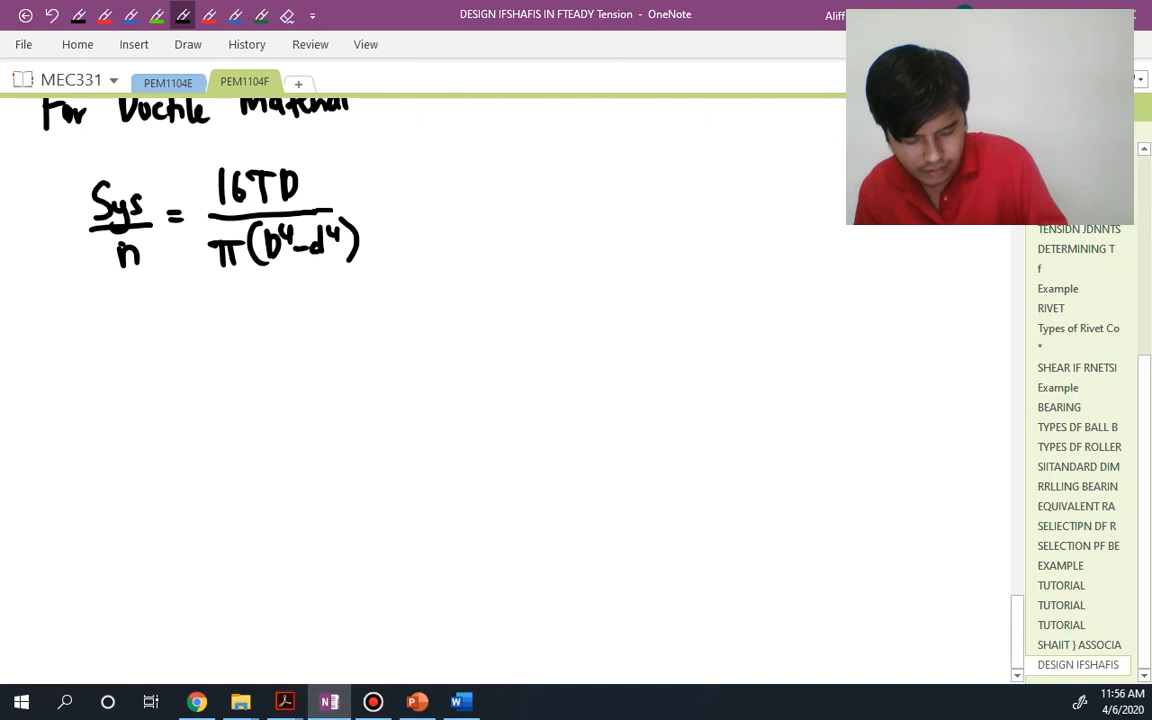 DESIGN IFSHAFIS IN FTEADY Tension - OneNote
Aliff
File Home Insert Draw History Review View
MEC331 PEM1104E PEM1104F +
For Ductile Material
Sys/n = 16TD/π(D⁴-d⁴)
TENSIDN JDNNTS
DETERMINING T
f
Example
RIVET
Types of Rivet Co
*
SHEAR IF RNETSI
Example
BEARING
TYPES DF BALL B
TYPES DF ROLLER
SIITANDARD DIM
RRLLING BEARIN
EQUIVALENT RA
SELIECTIPN DF R
SELECTION PF BE
EXAMPLE
TUTORIAL
TUTORIAL
TUTORIAL
SHAIIT } ASSOCIA
DESIGN IFSHAFIS
11:56 AM
4/6/2020